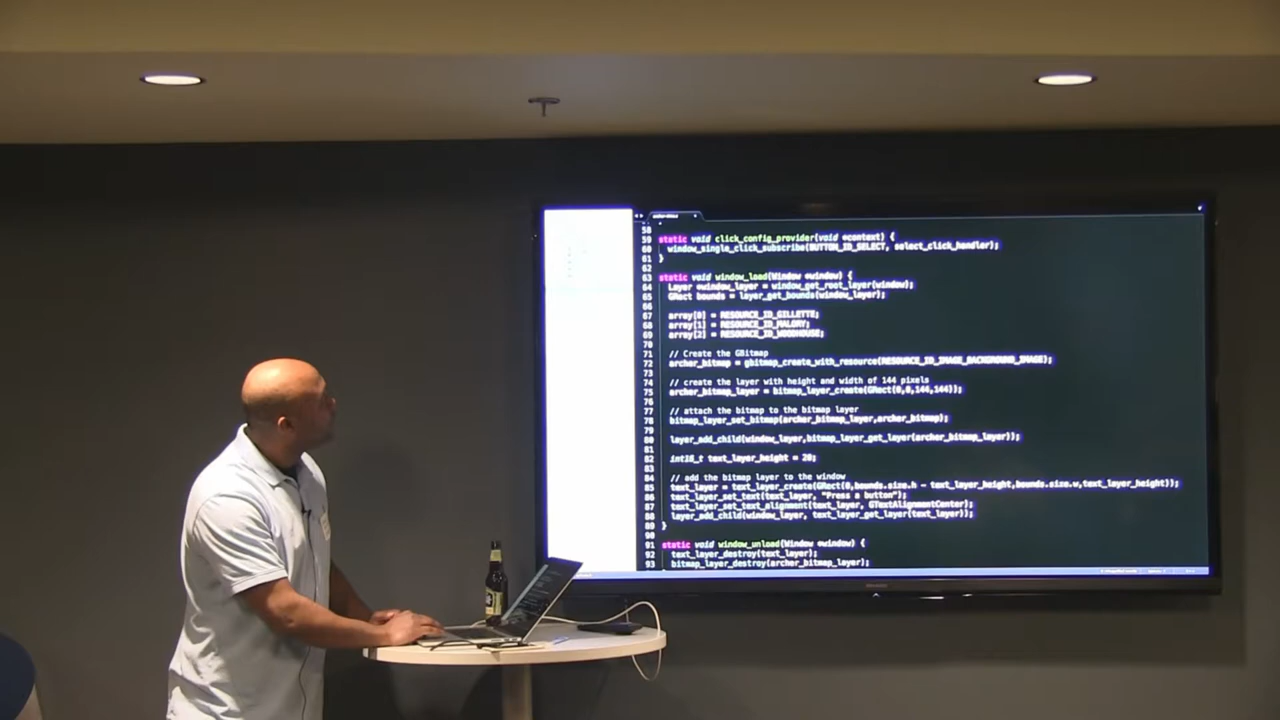 58
59 static void click_config_provider(void *context) {
60 window_single_click_subscribe(BUTTON_ID_SELECT, select_click_handler);
61 }
62
63 static void window_load(Window *window) {
64 Layer *window_layer = window_get_root_layer(window);
65 GRect bounds = layer_get_bounds(window_layer);
66
67 array[0] = RESOURCE_ID_GILLETTE;
68 array[1] = RESOURCE_ID_MALORY;
69 array[2] = RESOURCE_ID_WOODHOUSE;
70
71 // Create the GBitmap
72 archer_bitmap = gbitmap_create_with_resource(RESOURCE_ID_IMAGE_BACKGROUND_IMAGE);
73
74 // create the layer with height and width of 144 pixels
75 archer_bitmap_layer = bitmap_layer_create(GRect(0,0,144,144));
76
77 // attach the bitmap to the bitmap layer
78 bitmap_layer_set_bitmap(archer_bitmap_layer,archer_bitmap);
79
80 layer_add_child(window_layer,bitmap_layer_get_layer(archer_bitmap_layer));
81
82 int16_t text_layer_height = 20;
83
84 // add the bitmap layer to the window
85 text_layer = text_layer_create(GRect(0,bounds.size.h - text_layer_height,bounds.size.w,text_layer_height));
86 text_layer_set_text(text_layer, "Press a button");
87 text_layer_set_text_alignment(text_layer, GTextAlignmentCenter);
88 layer_add_child(window_layer, text_layer_get_layer(text_layer));
89 }
90
91 static void window_unload(Window *window) {
92 text_layer_destroy(text_layer);
93 bitmap_layer_destroy(archer_bitmap_layer);